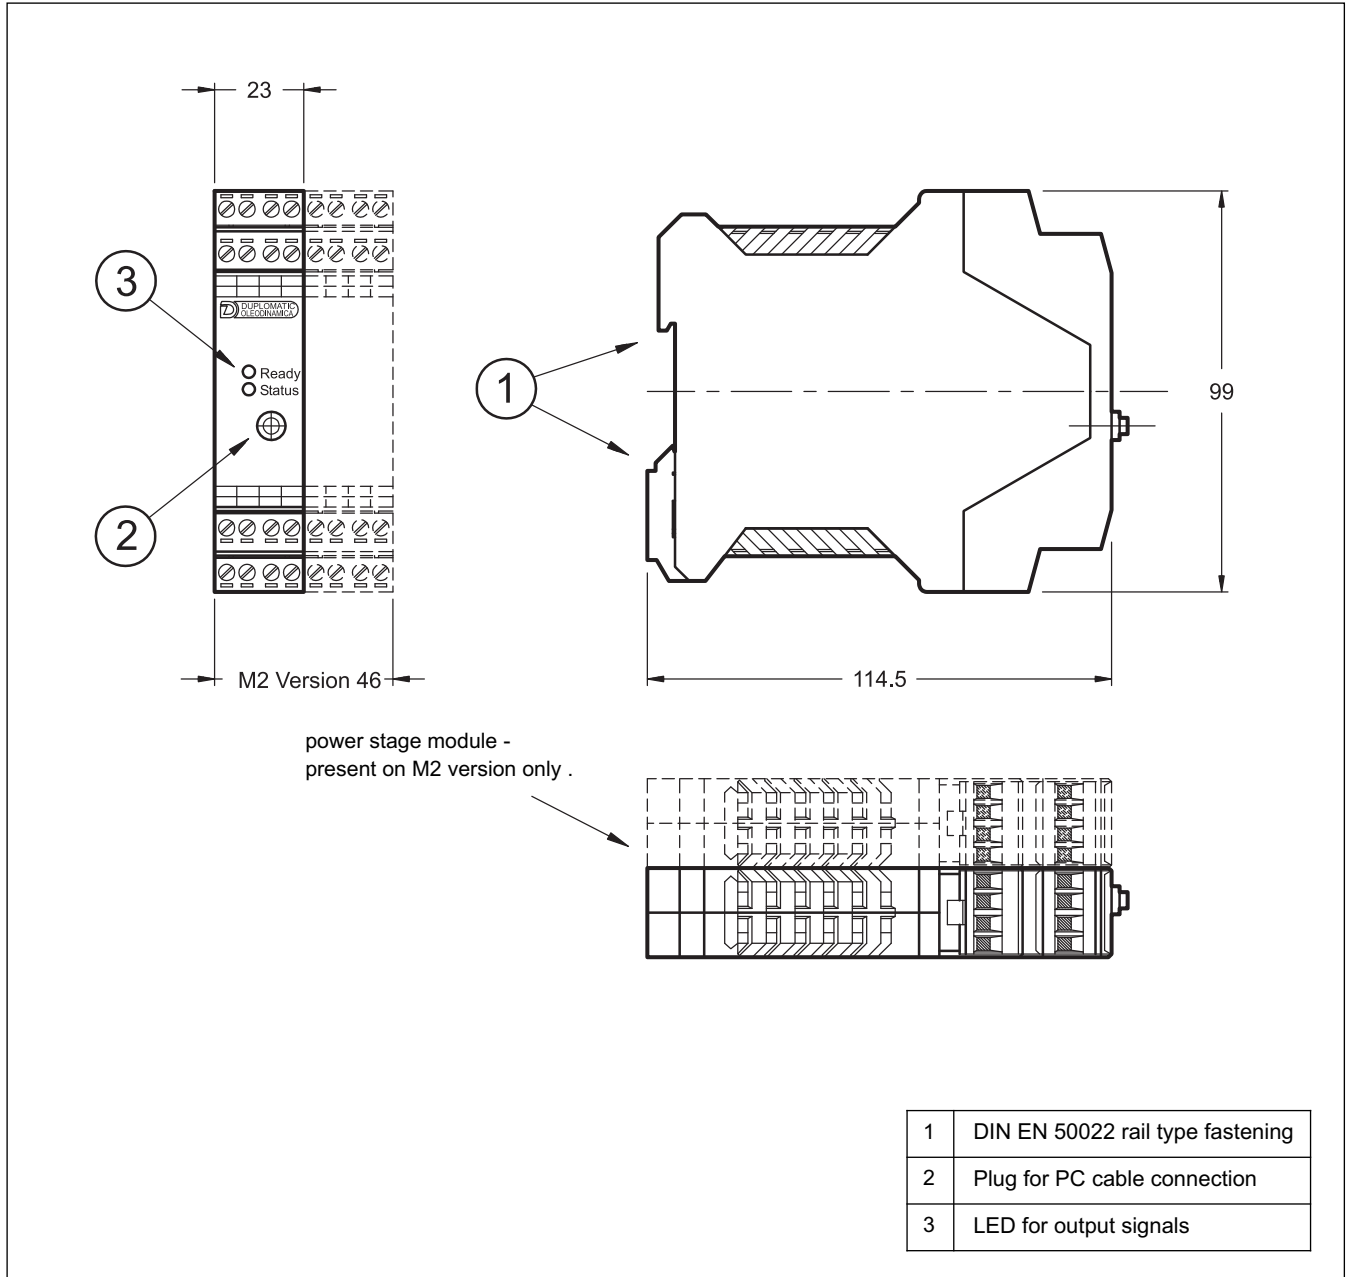 23
DUPLOMATIC
OLEODINAMICA
3
Ready
Status
1
99
2
M2 Version 46
114.5
power stage module -
present on M2 version only .
1 DIN EN 50022 rail type fastening
2 Plug for PC cable connection
3 LED for output signals